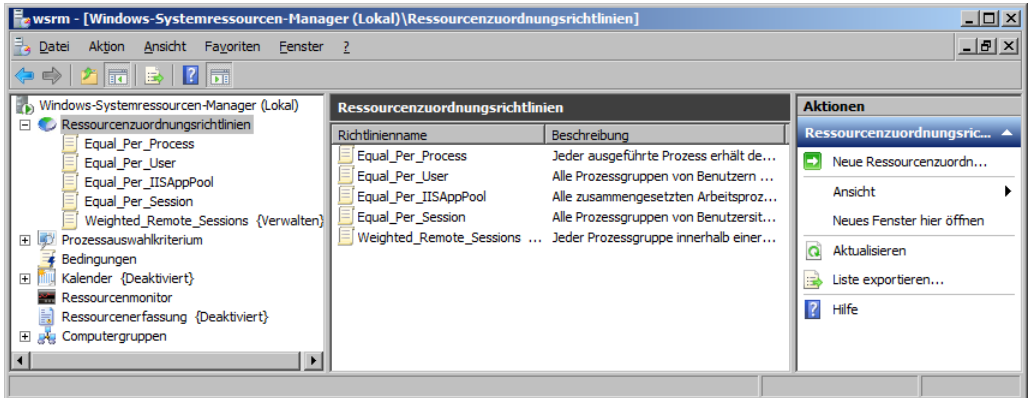 wsrm - [Windows-Systemressourcen-Manager (Lokal)\Ressourcenzuordnungsrichtlinien]
Datei Aktion Ansicht Favoriten Fenster ?
Windows-Systemressourcen-Manager (Lokal)
Ressourcenzuordnungsrichtlinien
Equal_Per_Process
Equal_Per_User
Equal_Per_IISAppPool
Equal_Per_Session
Weighted_Remote_Sessions {Verwalten}
Prozessauswahlkriterium
Bedingungen
Kalender {Deaktiviert}
Ressourcenmonitor
Ressourcenerfassung {Deaktiviert}
Computergruppen
Ressourcenzuordnungsrichtlinien
Richtlinienname Beschreibung
Equal_Per_Process Jeder ausgeführte Prozess erhält de...
Equal_Per_User Alle Prozessgruppen von Benutzern ...
Equal_Per_IISAppPool Alle zusammengesetzten Arbeitsproz...
Equal_Per_Session Alle Prozessgruppen von Benutzersit...
Weighted_Remote_Sessions ... Jeder Prozessgruppe innerhalb einer...
Aktionen
Ressourcenzuordnungsric...
Neue Ressourcenzuordn...
Ansicht
Neues Fenster hier öffnen
Aktualisieren
Liste exportieren...
Hilfe